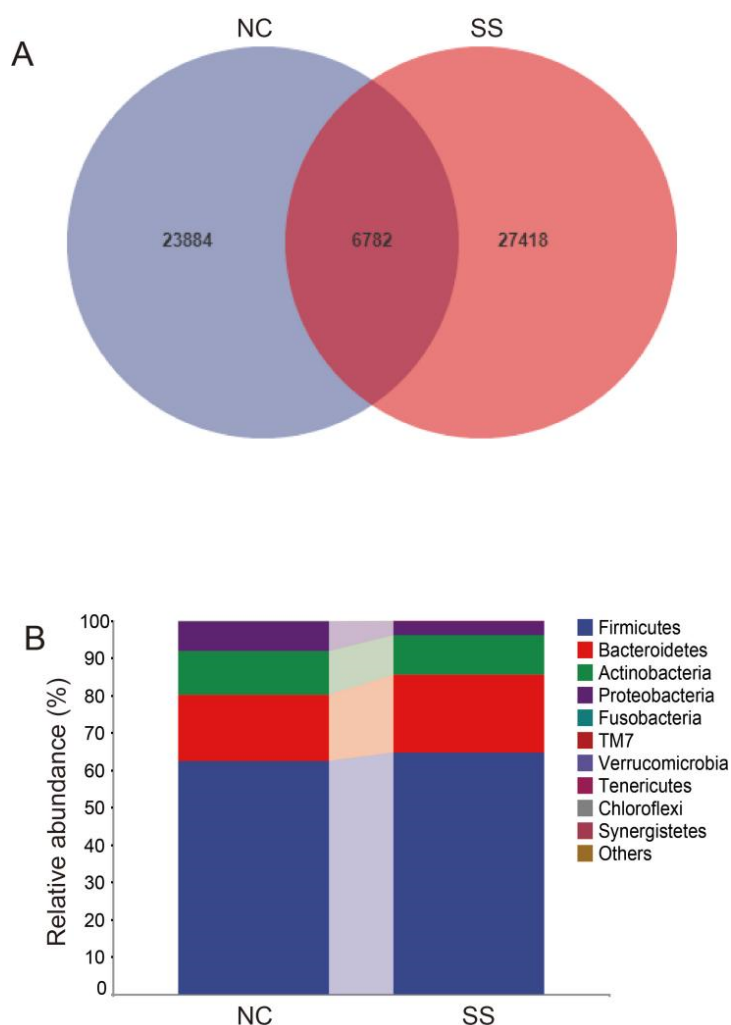 A
NC SS
23884 6782 27418
B
Relative abundance (%)
100
90
80
70
60
50
40
30
20
10
0
NC SS
Firmicutes
Bacteroidetes
Actinobacteria
Proteobacteria
Fusobacteria
TM7
Verrucomicrobia
Tenericutes
Chloroflexi
Synergistetes
Others